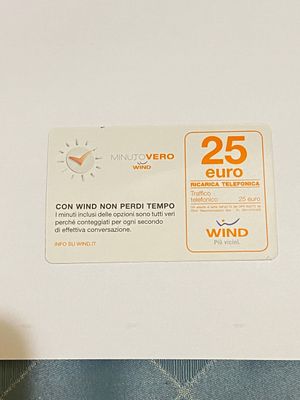 MINUTOVERO
WIND
CON WIND NON PERDI TEMPO
I minuti inclusi delle opzioni sono tutti veri
perché conteggiati per ogni secondo
di effettiva conversazione.
INFO SU WIND.IT
25
euro
RICARICA TELEFONICA
Traffico
telefonico 25 euro
WIND
Più vicini.